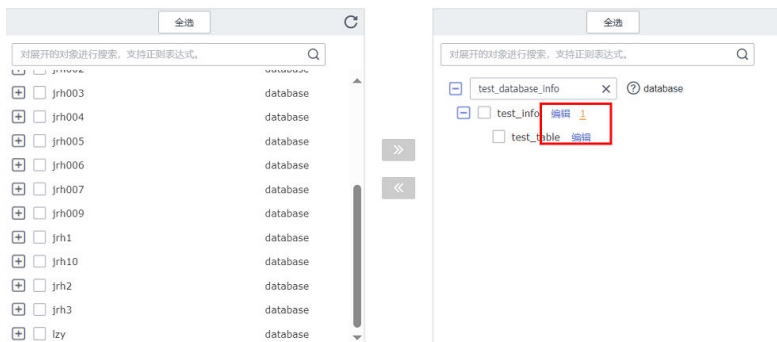 全选
对展开的对象进行搜索，支持正则表达式。
jrh002 database
jrh003 database
jrh004 database
jrh005 database
jrh006 database
jrh007 database
jrh009 database
jrh1 database
jrh10 database
jrh2 database
jrh3 database
lzy database
全选
对展开的对象进行搜索，支持正则表达式。
test_database_info database
test_info 编辑 1
test_table 编辑